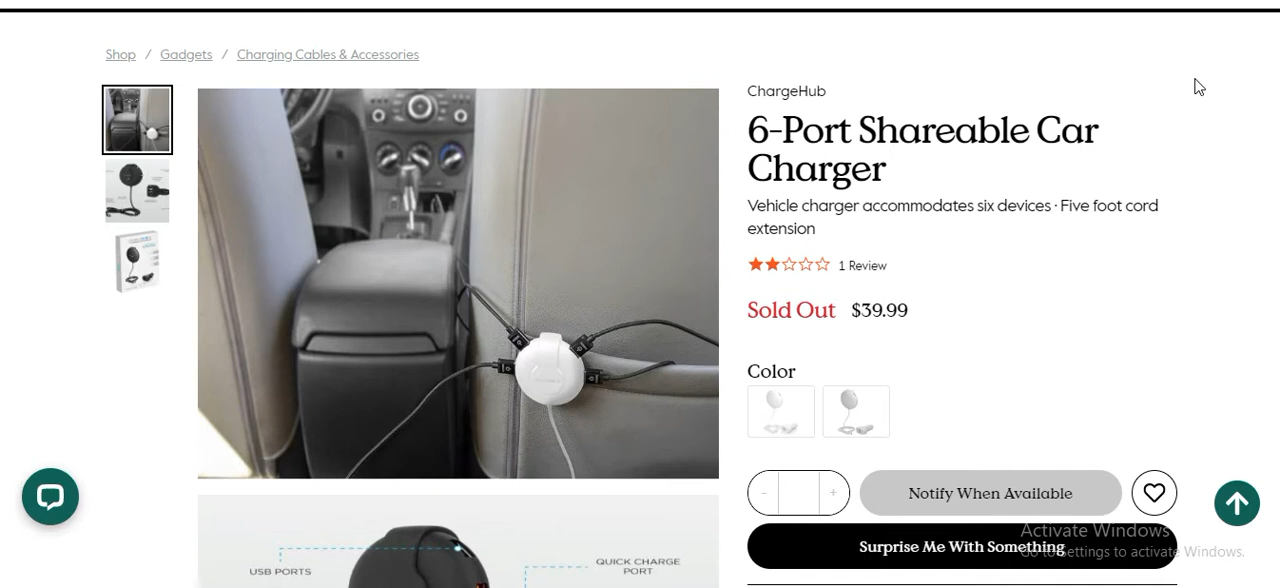 Shop / Gadgets / Charging Cables & Accessories
ChargeHub
6-Port Shareable Car
Charger
Vehicle charger accommodates six devices · Five foot cord
extension
1 Review
Sold Out $39.99
Color
- +
Notify When Available
Surprise Me With Something
Activate Windows
Go to Settings to activate Windows.
USB PORTS
QUICK CHARGE
PORT